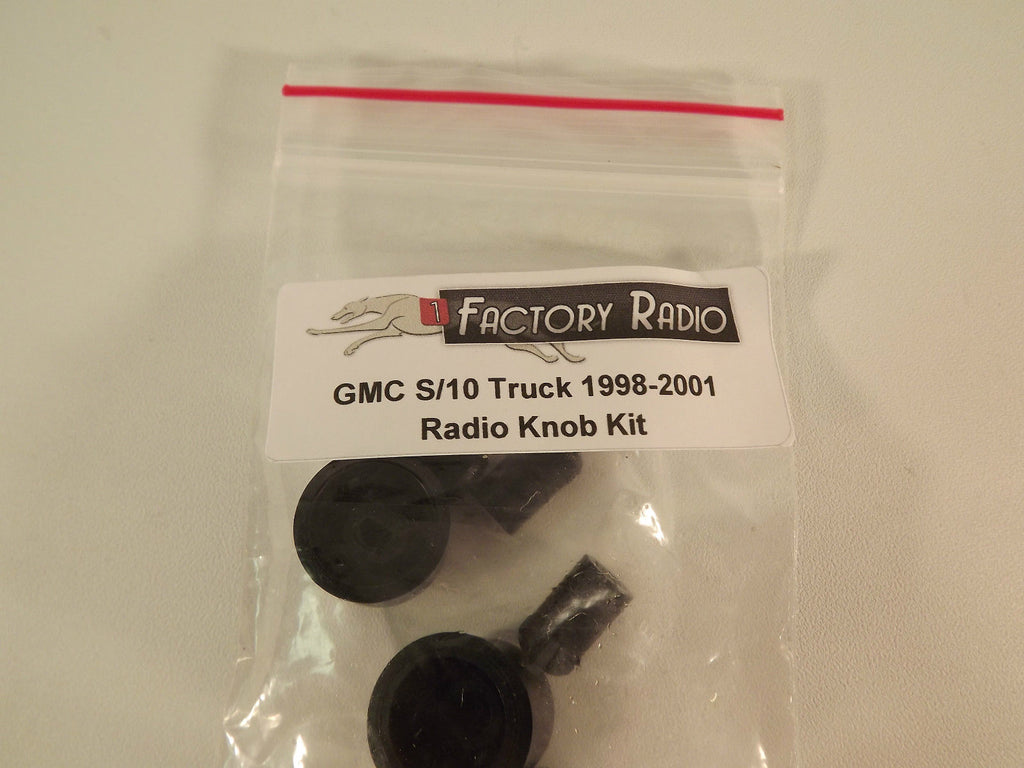 1 FACTORY RADIO
GMC S/10 Truck 1998-2001
Radio Knob Kit